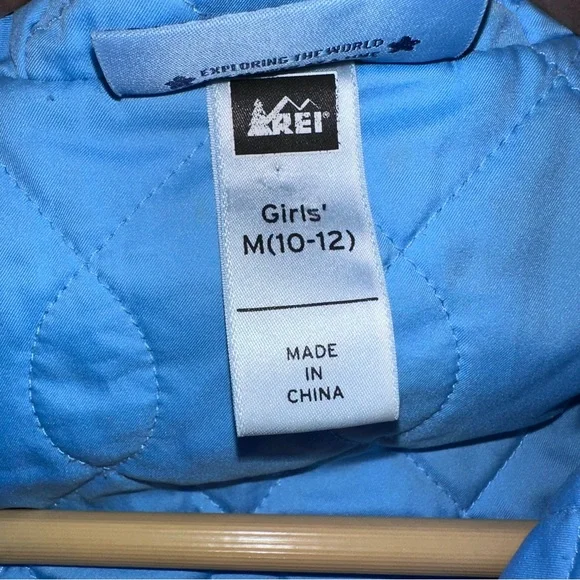 EXPLORING THE WORLD
REI®
Girls'
M(10-12)
MADE
IN
CHINA